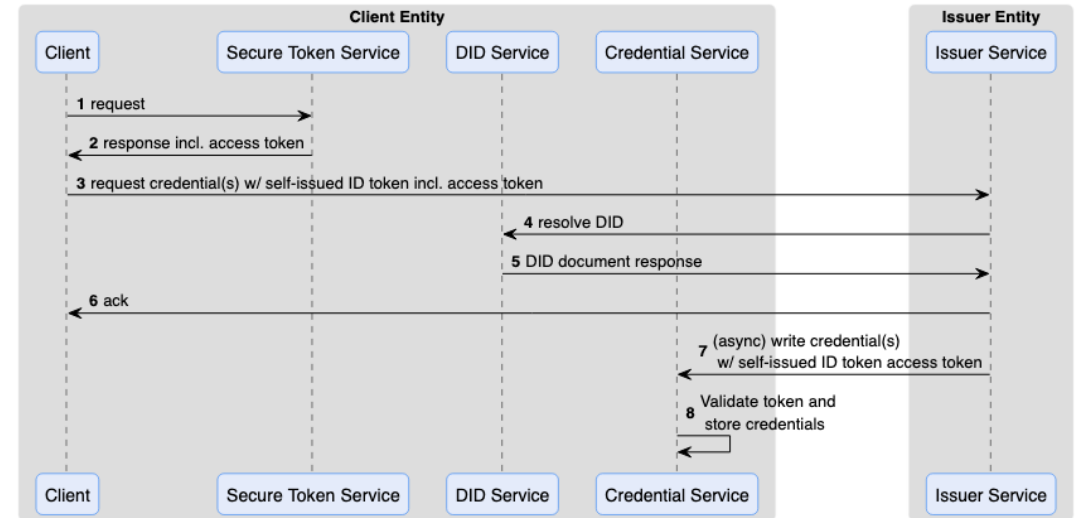 Client Entity
Issuer Entity
Client
Secure Token Service
DID Service
Credential Service
Issuer Service
1 request
2 response incl. access token
3 request credential(s) w/ self-issued ID token incl. access token
4 resolve DID
5 DID document response
6 ack
7 (async) write credential(s)
w/ self-issued ID token access token
8 Validate token and
store credentials
Client
Secure Token Service
DID Service
Credential Service
Issuer Service